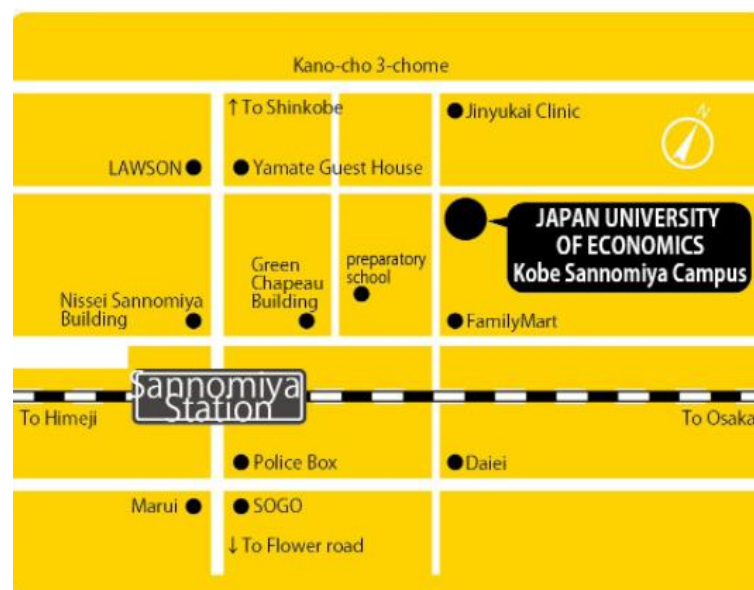 Kano-cho 3-chome
↑ To Shinkobe
Jinyukai Clinic
N
LAWSON
Yamate Guest House
JAPAN UNIVERSITY
OF ECONOMICS
Kobe Sannomiya Campus
Green
Chapeau
Building
preparatory
school
Nissei Sannomiya
Building
FamilyMart
Sannomiya
Station
To Himeji
To Osaka
Police Box
Daiei
Marui
SOGO
↓ To Flower road